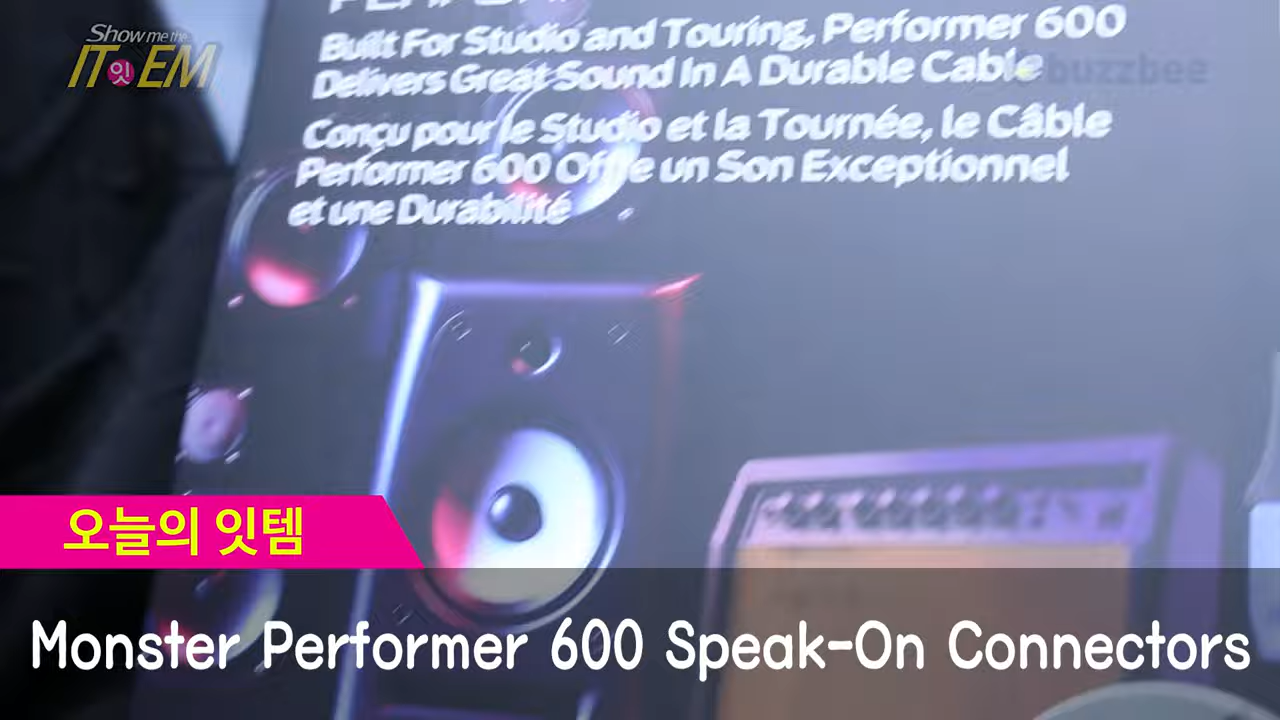 Show me the
IT잇EM
buzzbee
Built For Studio and Touring, Performer 600
Delivers Great Sound In A Durable Cable
Conçu pour le Studio et la Tournée, le Câble
Performer 600 Offre un Son Exceptionnel
et une Durabilité
오늘의 잇템
Monster Performer 600 Speak-On Connectors